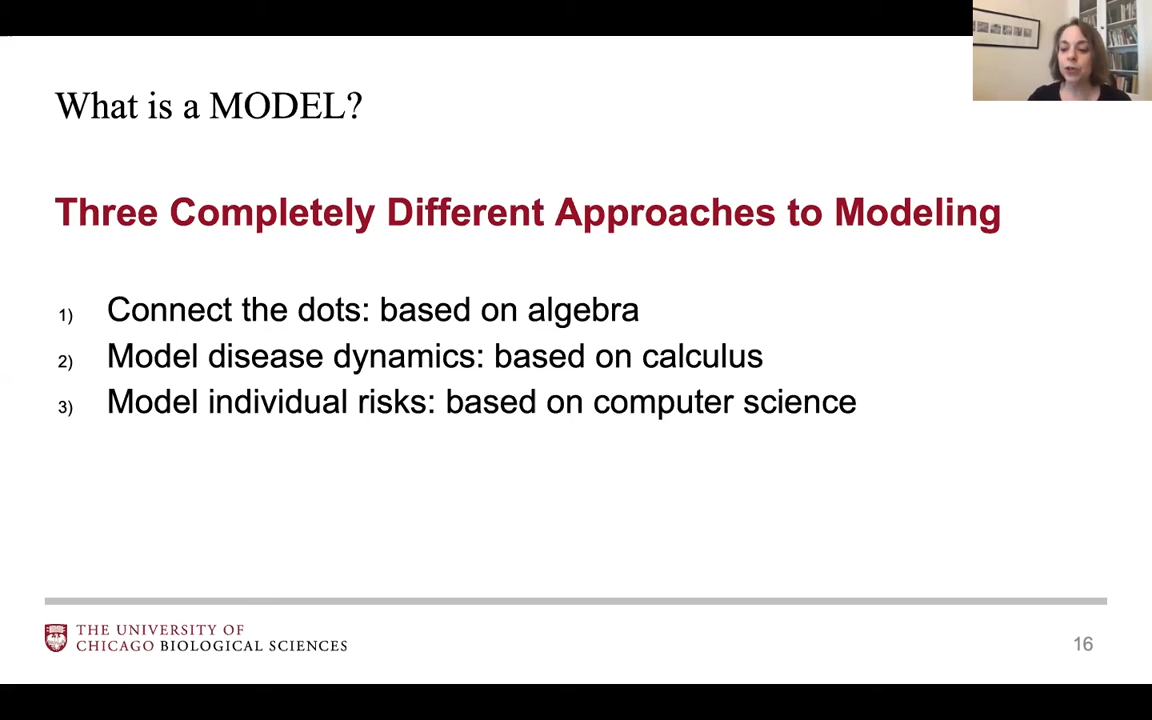 What is a MODEL?
Three Completely Different Approaches to Modeling
1) Connect the dots: based on algebra
2) Model disease dynamics: based on calculus
3) Model individual risks: based on computer science
THE UNIVERSITY OF
CHICAGO BIOLOGICAL SCIENCES
16